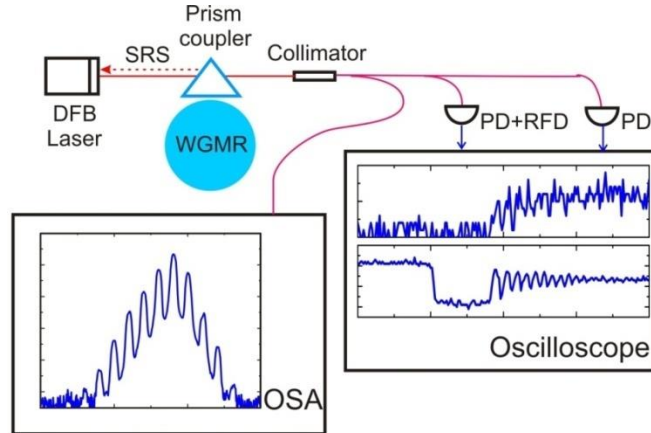 Prism
coupler
SRS
Collimator
DFB
Laser
WGMR
PD+RFD
PD
OSA
Oscilloscope